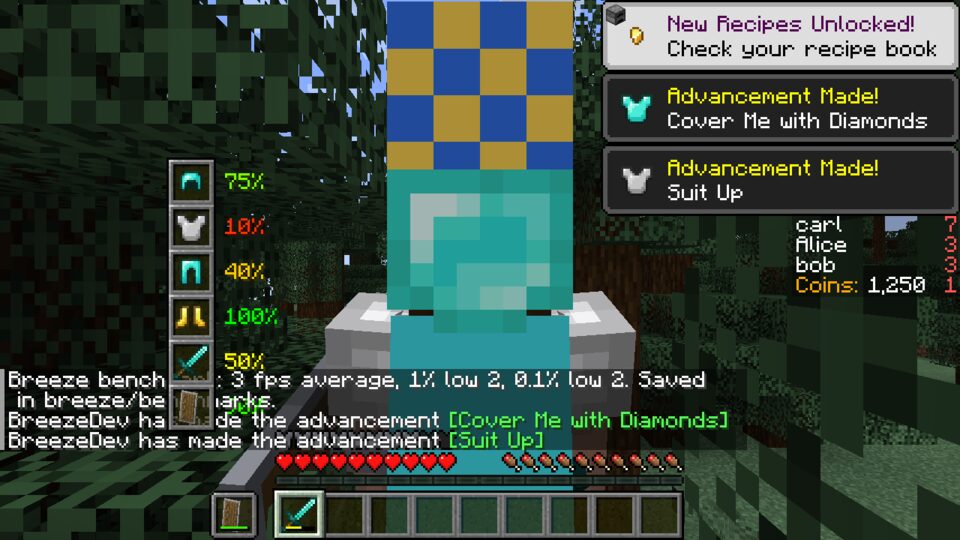 New Recipes Unlocked!
Check your recipe book
Advancement Made!
Cover Me with Diamonds
Advancement Made!
Suit Up
75%
10%
40%
100%
50%
carl 7
Alice 3
bob 3
Coins: 1,250 1
Breeze bench : 3 fps average, 1% low 2, 0.1% low 2. Saved
in breeze/be marks.
BreezeDev ha de the advancement [Cover Me with Diamonds]
BreezeDev has made the advancement [Suit Up]